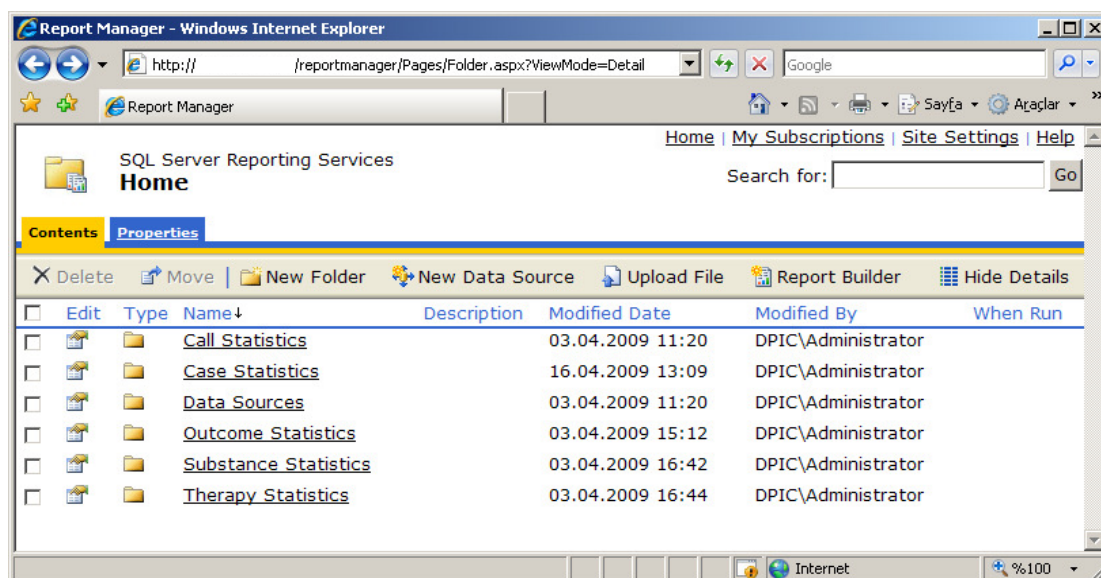 Report Manager - Windows Internet Explorer
http:// /reportmanager/Pages/Folder.aspx?ViewMode=Detail Google
Report Manager Sayfa Araçlar »
Home | My Subscriptions | Site Settings | Help
SQL Server Reporting Services
Home
Search for: Go
Contents Properties
Delete Move | New Folder New Data Source Upload File Report Builder Hide Details
Edit Type Name↓ Description Modified Date Modified By When Run
Call Statistics 03.04.2009 11:20 DPIC\Administrator
Case Statistics 16.04.2009 13:09 DPIC\Administrator
Data Sources 03.04.2009 11:20 DPIC\Administrator
Outcome Statistics 03.04.2009 15:12 DPIC\Administrator
Substance Statistics 03.04.2009 16:42 DPIC\Administrator
Therapy Statistics 03.04.2009 16:44 DPIC\Administrator
Internet %100